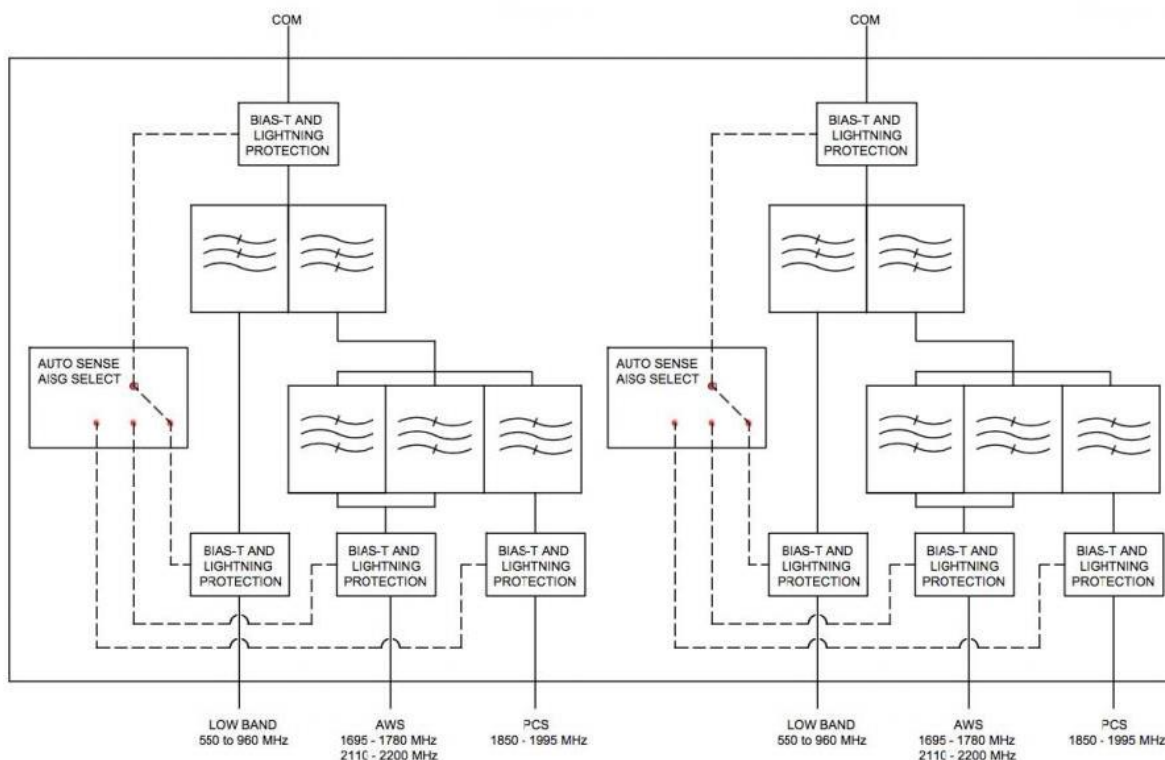 COM
COM
BIAS-T AND
LIGHTNING
PROTECTION
BIAS-T AND
LIGHTNING
PROTECTION
AUTO SENSE
AISG SELECT
AUTO SENSE
AISG SELECT
BIAS-T AND
LIGHTNING
PROTECTION
BIAS-T AND
LIGHTNING
PROTECTION
BIAS-T AND
LIGHTNING
PROTECTION
BIAS-T AND
LIGHTNING
PROTECTION
BIAS-T AND
LIGHTNING
PROTECTION
BIAS-T AND
LIGHTNING
PROTECTION
LOW BAND
550 to 960 MHz
AWS
1695 - 1780 MHz
2110 - 2200 MHz
PCS
1850 - 1995 MHz
LOW BAND
550 to 960 MHz
AWS
1695 - 1780 MHz
2110 - 2200 MHz
PCS
1850 - 1995 MHz